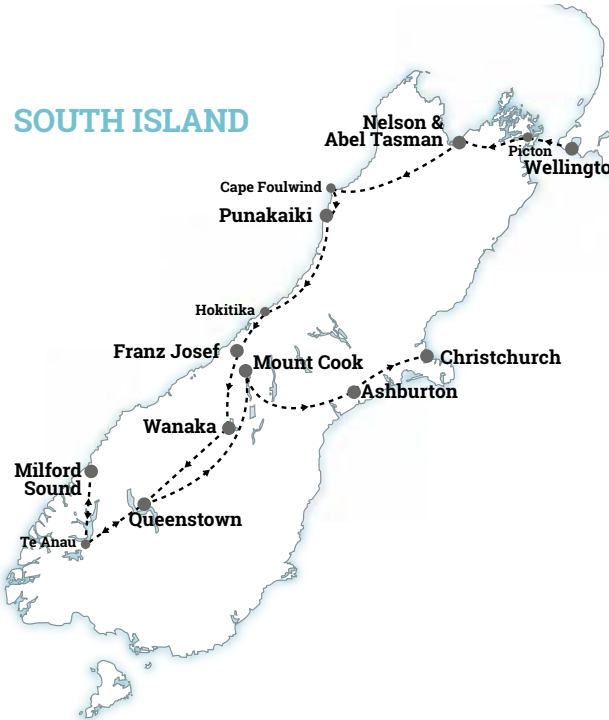 SOUTH ISLAND
Nelson &
Abel Tasman
Picton
Wellingto
Cape Foulwind
Punakaiki
Hokitika
Franz Josef
Mount Cook
Christchurch
Ashburton
Wanaka
Milford
Sound
Queenstown
Te Anau